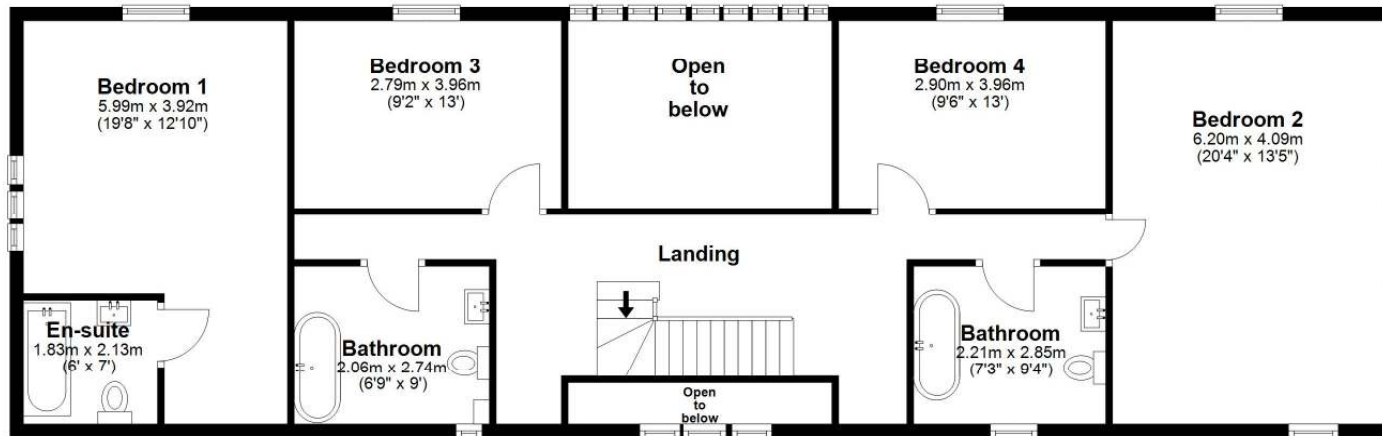 Bedroom 1
5.99m x 3.92m
(19'8" x 12'10")
Bedroom 3
2.79m x 3.96m
(9'2" x 13')
Open
to
below
Bedroom 4
2.90m x 3.96m
(9'6" x 13')
Bedroom 2
6.20m x 4.09m
(20'4" x 13'5")
Landing
En-suite
1.83m x 2.13m
(6' x 7')
Bathroom
2.06m x 2.74m
(6'9" x 9')
Open
to
below
Bathroom
2.21m x 2.85m
(7'3" x 9'4")